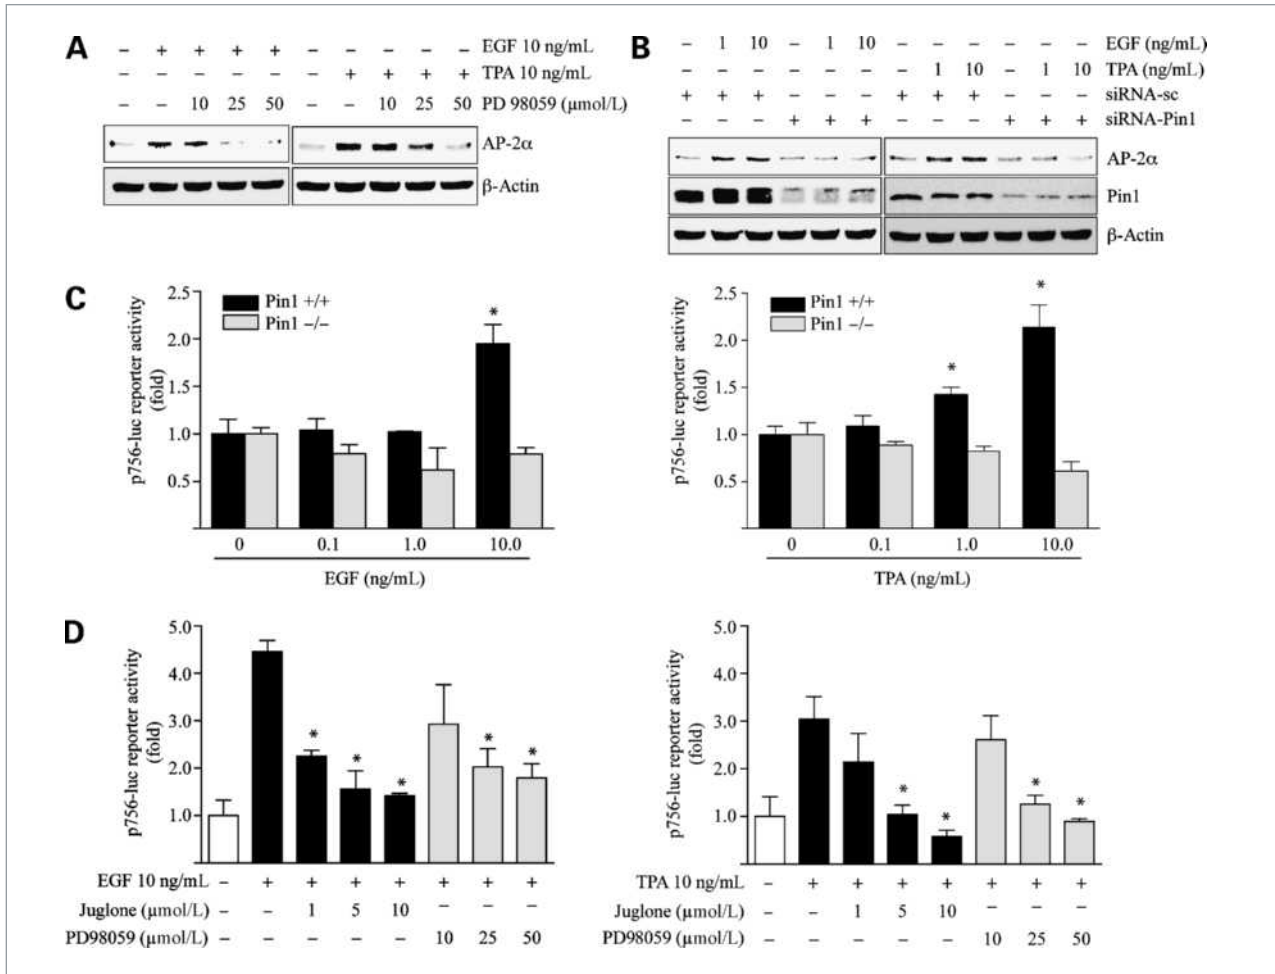 A
– + + + + – – – – – EGF 10 ng/mL
– – – – – – + + + + TPA 10 ng/mL
– – 10 25 50 – – 10 25 50 PD 98059 (μmol/L)
AP-2α
β-Actin
B
– 1 10 – 1 10 – – – – – – EGF (ng/mL)
– – – – – – – 1 10 – 1 10 TPA (ng/mL)
+ + + – – – + + + – – – siRNA-sc
– – – + + + – – – + + + siRNA-Pin1
AP-2α
Pin1
β-Actin
C
p756-luc reporter activity
(fold)
2.5
2.0
1.5
1.0
0.5
Pin1 +/+
Pin1 –/–
*
0 0.1 1.0 10.0
EGF (ng/mL)
p756-luc reporter activity
(fold)
2.5
2.0
1.5
1.0
0.5
Pin1 +/+
Pin1 –/–
* *
0 0.1 1.0 10.0
TPA (ng/mL)
D
p756-luc reporter activity
(fold)
5.0
4.0
3.0
2.0
1.0
* * * * *
EGF 10 ng/mL – + + + + + + +
Juglone (μmol/L) – – 1 5 10 – – –
PD98059 (μmol/L) – – – – – 10 25 50
p756-luc reporter activity
(fold)
5.0
4.0
3.0
2.0
1.0
* * * *
TPA 10 ng/mL – + + + + + + +
Juglone (μmol/L) – – 1 5 10 – – –
PD98059 (μmol/L) – – – – – 10 25 50